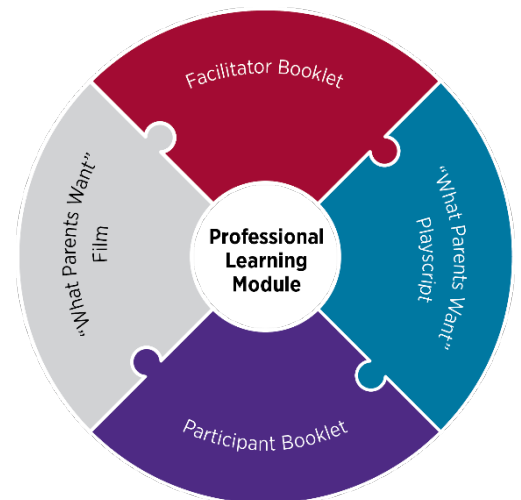 Facilitator Booklet
“What Parents Want”
Playscript
Participant Booklet
“What Parents Want”
Film
Professional
Learning
Module